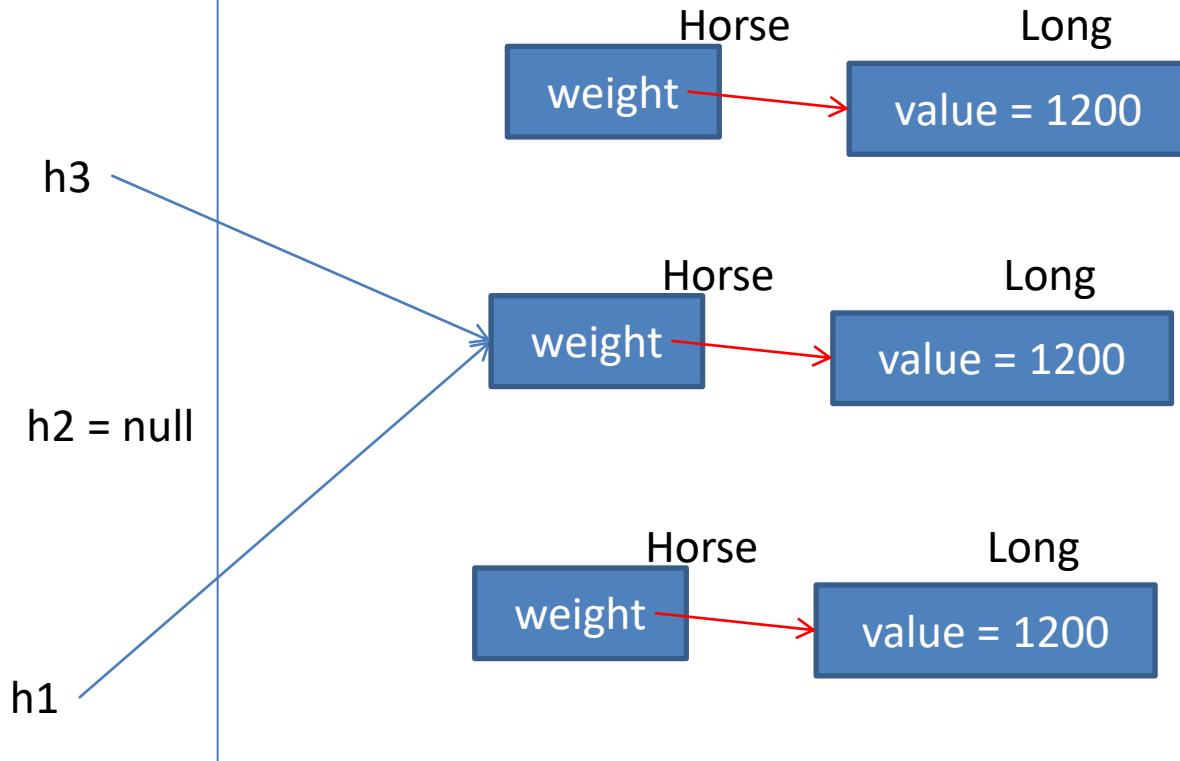 Horse Long
weight value = 1200
h3
Horse Long
weight value = 1200
h2 = null
Horse Long
weight value = 1200
h1